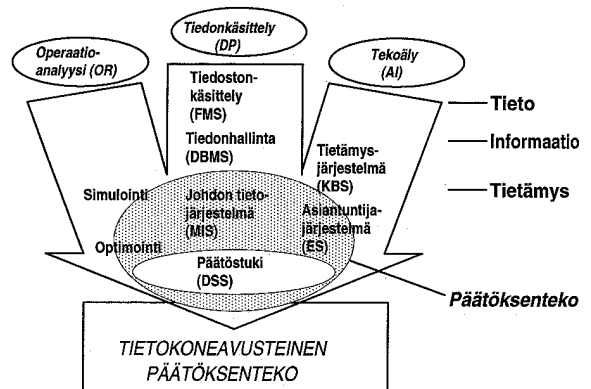 Tiedonkäsittely
(DP)
Operaatio-
analyysi (OR)
Tekoäly
(AI)
Tiedoston-
käsittely
(FMS)
Tiedonhallinta
(DBMS)
Tietämys-
järjestelmä
(KBS)
Tieto
Informaatio
Tietämys
Simulointi
Optimointi
Johdon tieto-
järjestelmä
(MIS)
Asiantuntija-
järjestelmä
(ES)
Päätöstuki
(DSS)
Päätöksenteko
TIETOKONEAVUSTEINEN
PÄÄTÖKSENTEKO